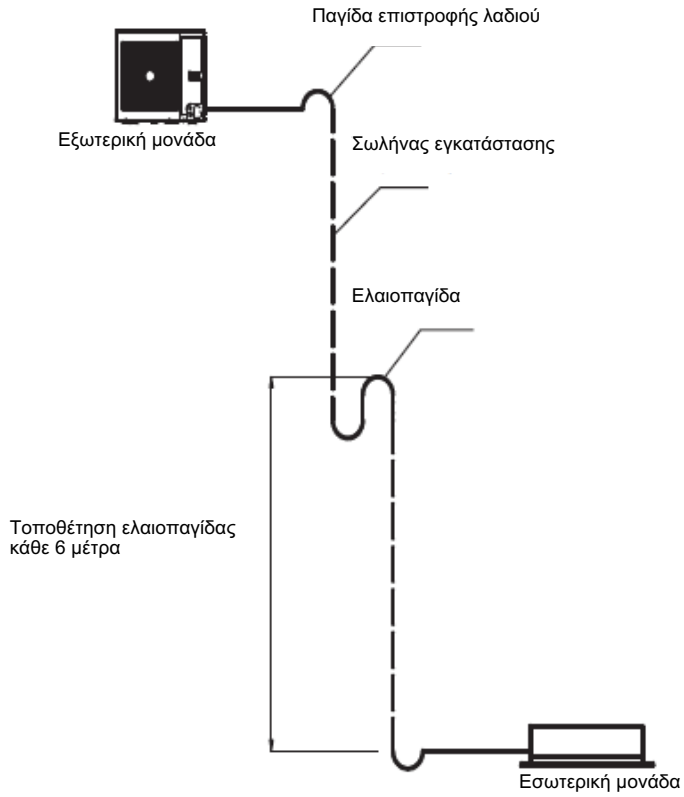 Παγίδα επιστροφής λαδιού
Εξωτερική μονάδα
Σωλήνας εγκατάστασης
Ελαιοπαγίδα
Τοποθέτηση ελαιοπαγίδας
κάθε 6 μέτρα
Εσωτερική μονάδα